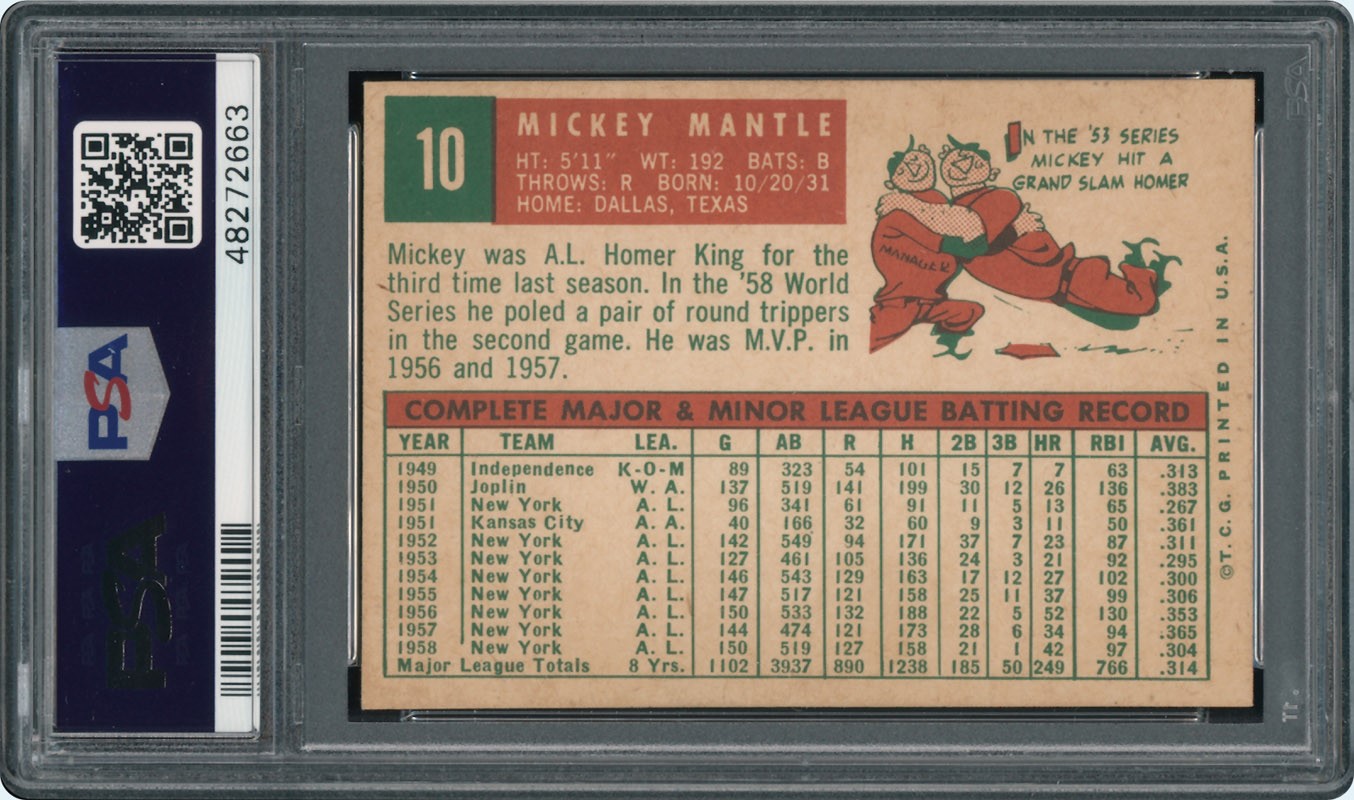 48272663
PSA
PSA
10
MICKEY MANTLE
HT: 5'11" WT: 192 BATS: B
THROWS: R BORN: 10/20/31
HOME: DALLAS, TEXAS
IN THE '53 SERIES
MICKEY HIT A
GRAND SLAM HOMER
MANAGER
Mickey was A.L. Homer King for the
third time last season. In the '58 World
Series he poled a pair of round trippers
in the second game. He was M.V.P. in
1956 and 1957.
COMPLETE MAJOR & MINOR LEAGUE BATTING RECORD
YEAR TEAM LEA. G AB R H 2B 3B HR RBI AVG.
1949 Independence K-O-M 89 323 54 101 15 7 7 63 .313
1950 Joplin W. A. 137 519 141 199 30 12 26 136 .383
1951 New York A. L. 96 341 61 91 11 5 13 65 .267
1951 Kansas City A. A. 40 166 32 60 9 3 11 50 .361
1952 New York A. L. 142 549 94 171 37 7 23 87 .311
1953 New York A. L. 127 461 105 136 24 3 21 92 .295
1954 New York A. L. 146 543 129 163 17 12 27 102 .300
1955 New York A. L. 147 517 121 158 25 11 37 99 .306
1956 New York A. L. 150 533 132 188 22 5 52 130 .353
1957 New York A. L. 144 474 121 173 28 6 34 94 .365
1958 New York A. L. 150 519 127 158 21 1 42 97 .304
Major League Totals 8 Yrs. 1102 3937 890 1238 185 50 249 766 .314
©T. C. G. PRINTED IN U.S.A.
PSA